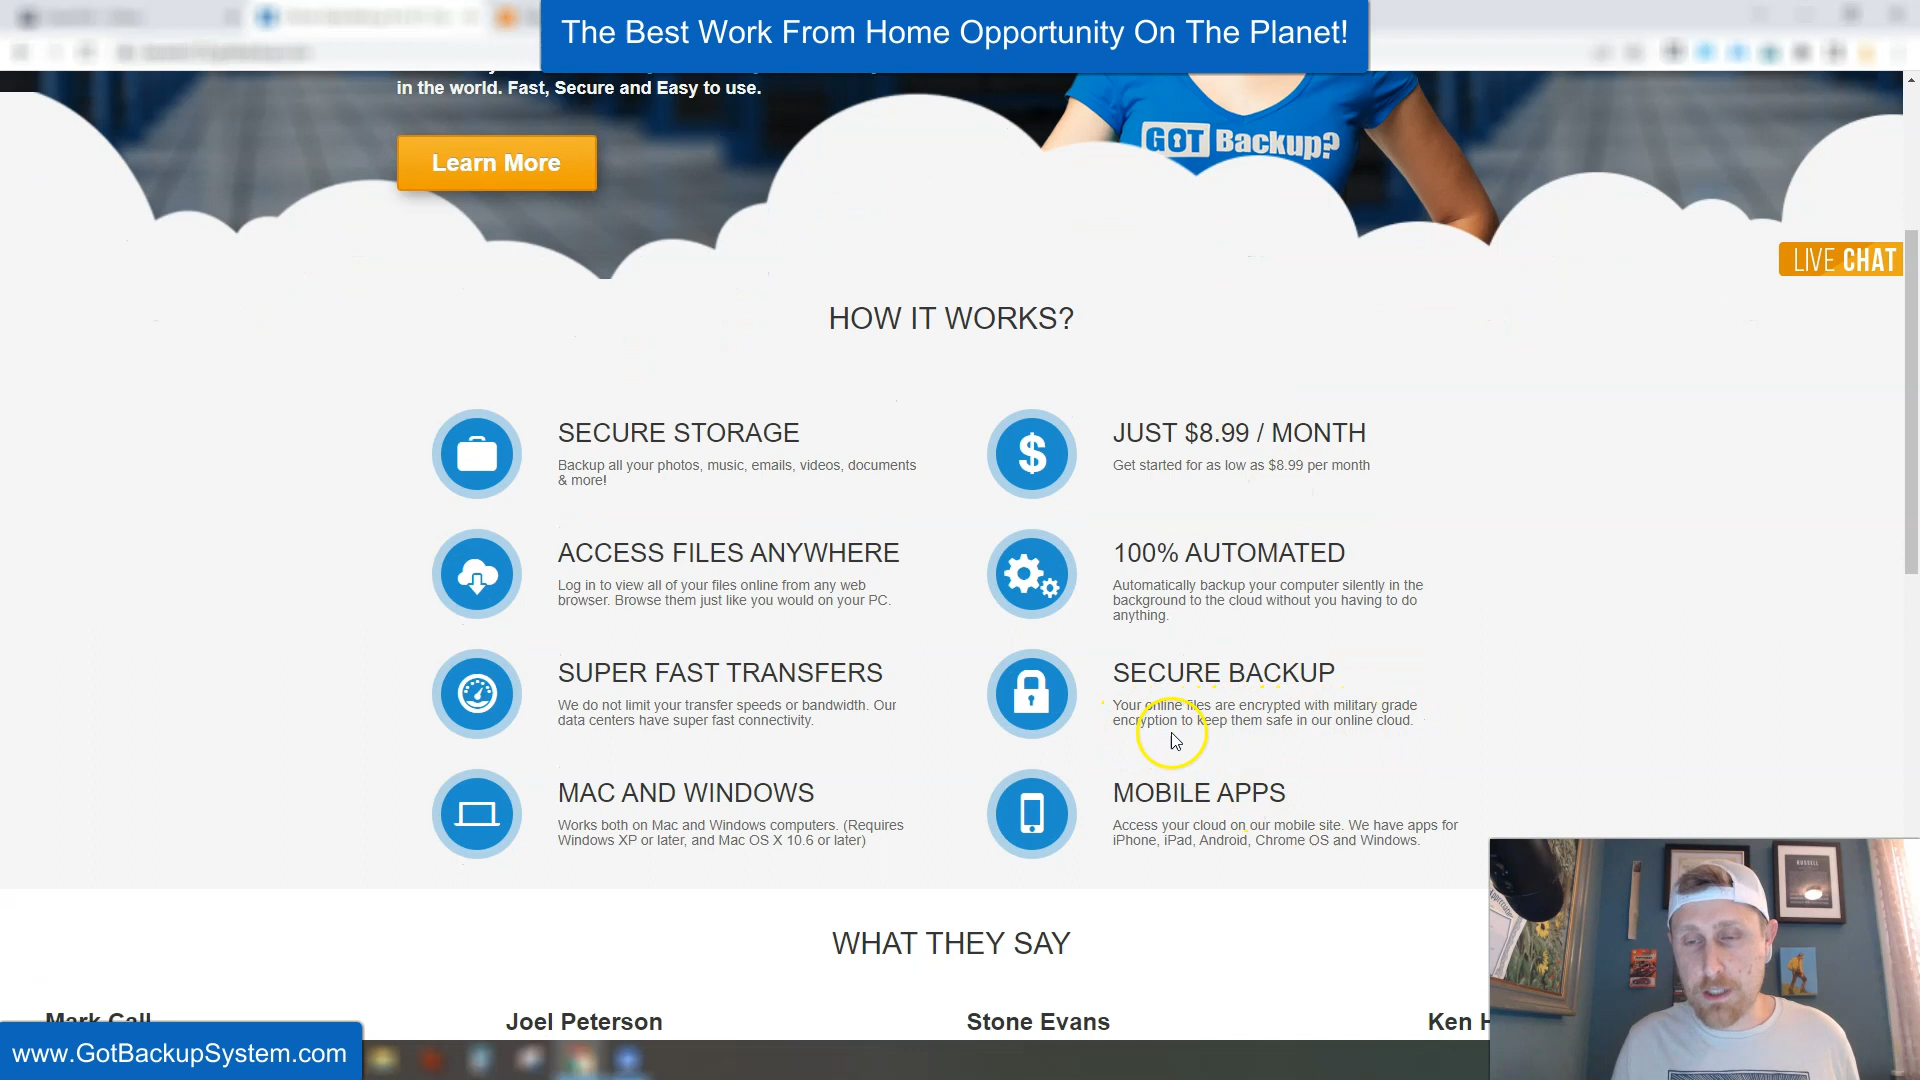 The Best Work From Home Opportunity On The Planet!
in the world. Fast, Secure and Easy to use.
GOT Backup?
Learn More
LIVE CHAT
HOW IT WORKS?
SECURE STORAGE
Backup all your photos, music, emails, videos, documents
& more!
JUST $8.99 / MONTH
Get started for as low as $8.99 per month
ACCESS FILES ANYWHERE
Log in to view all of your files online from any web
browser. Browse them just like you would on your PC.
100% AUTOMATED
Automatically backup your computer silently in the
background to the cloud without you having to do
anything.
SUPER FAST TRANSFERS
We do not limit your transfer speeds or bandwidth. Our
data centers have super fast connectivity.
SECURE BACKUP
Your online files are encrypted with military grade
encryption to keep them safe in our online cloud.
MAC AND WINDOWS
Works both on Mac and Windows computers. (Requires
Windows XP or later, and Mac OS X 10.6 or later)
MOBILE APPS
Access your cloud on our mobile site. We have apps for
iPhone, iPad, Android, Chrome OS and Windows.
WHAT THEY SAY
Mark Call
Joel Peterson
Stone Evans
Ken
www.GotBackupSystem.com